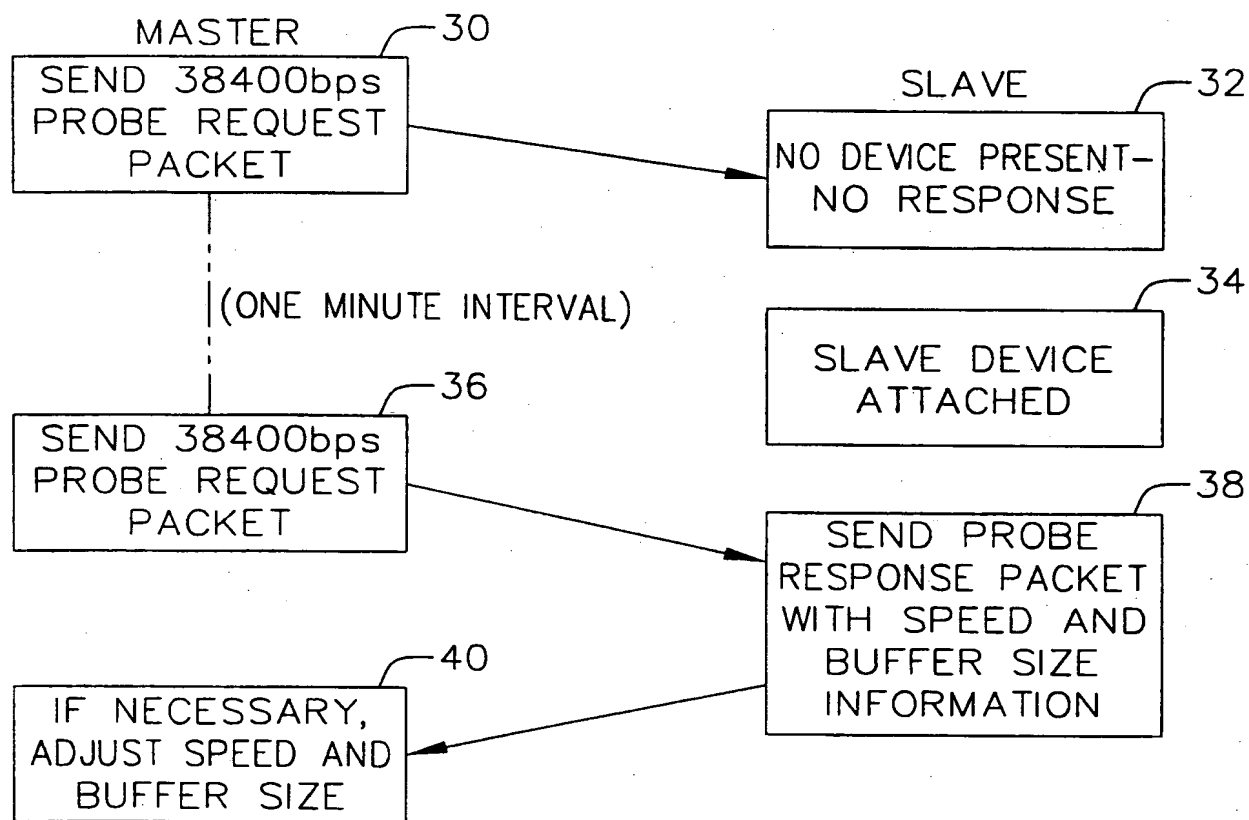 MASTER
30
SEND 38400bps
PROBE REQUEST
PACKET
SLAVE
32
NO DEVICE PRESENT-
NO RESPONSE
(ONE MINUTE INTERVAL)
34
SLAVE DEVICE
ATTACHED
36
SEND 38400bps
PROBE REQUEST
PACKET
38
SEND PROBE
RESPONSE PACKET
WITH SPEED AND
BUFFER SIZE
INFORMATION
40
IF NECESSARY,
ADJUST SPEED AND
BUFFER SIZE